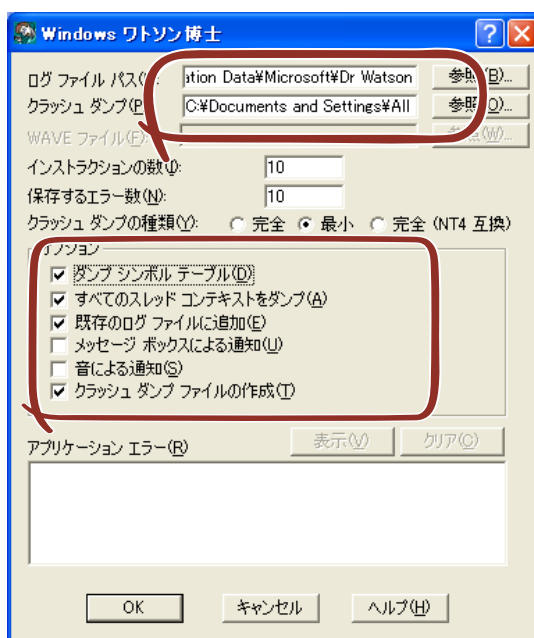 Windows ワトソン博士
ログ ファイル パス(
ation Data¥Microsoft¥Dr Watson
参照(B)...
クラッシュ ダンプ(P
C:¥Documents and Settings¥All
参照(O)...
WAVE ファイル(F):
参照(W)...
インストラクションの数(I):
10
保存するエラー数(N):
10
クラッシュ ダンプの種類(Y): 完全 最小 完全 (NT4 互換)
オプション
ダンプ シンボル テーブル(D)
すべてのスレッド コンテキストをダンプ(A)
既存のログ ファイルに追加(E)
メッセージ ボックスによる通知(U)
音による通知(S)
クラッシュ ダンプ ファイルの作成(T)
アプリケーション エラー(R)
表示(V)
クリア(C)
OK
キャンセル
ヘルプ(H)